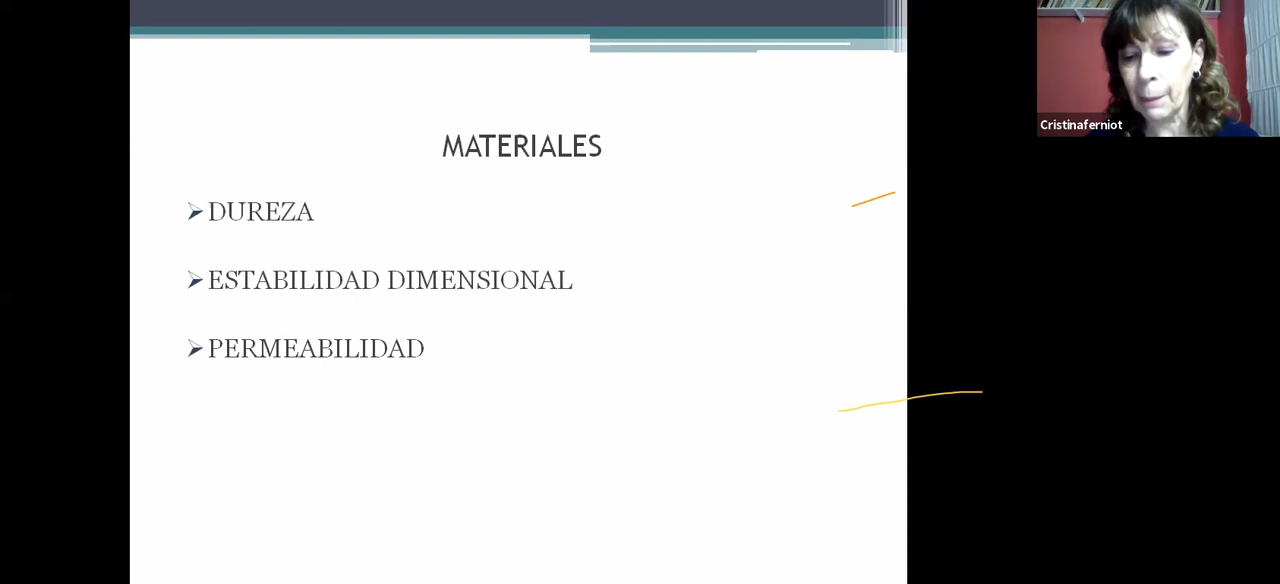 MATERIALES
DUREZA
ESTABILIDAD DIMENSIONAL
PERMEABILIDAD
Cristinaferniot